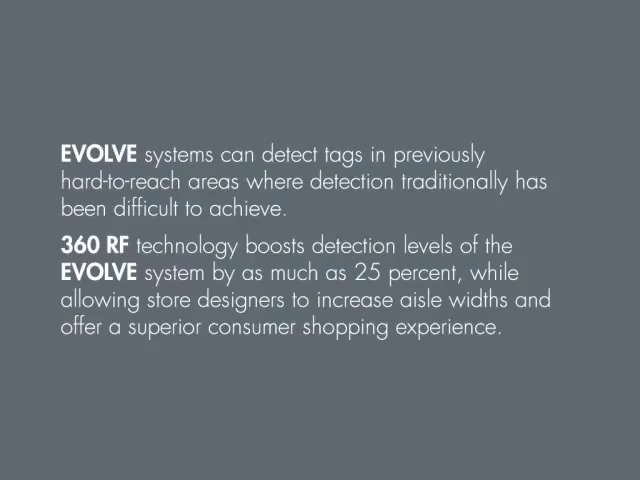 EVOLVE systems can detect tags in previously
hard-to-reach areas where detection traditionally has
been difficult to achieve.
360 RF technology boosts detection levels of the
EVOLVE system by as much as 25 percent, while
allowing store designers to increase aisle widths and
offer a superior consumer shopping experience.